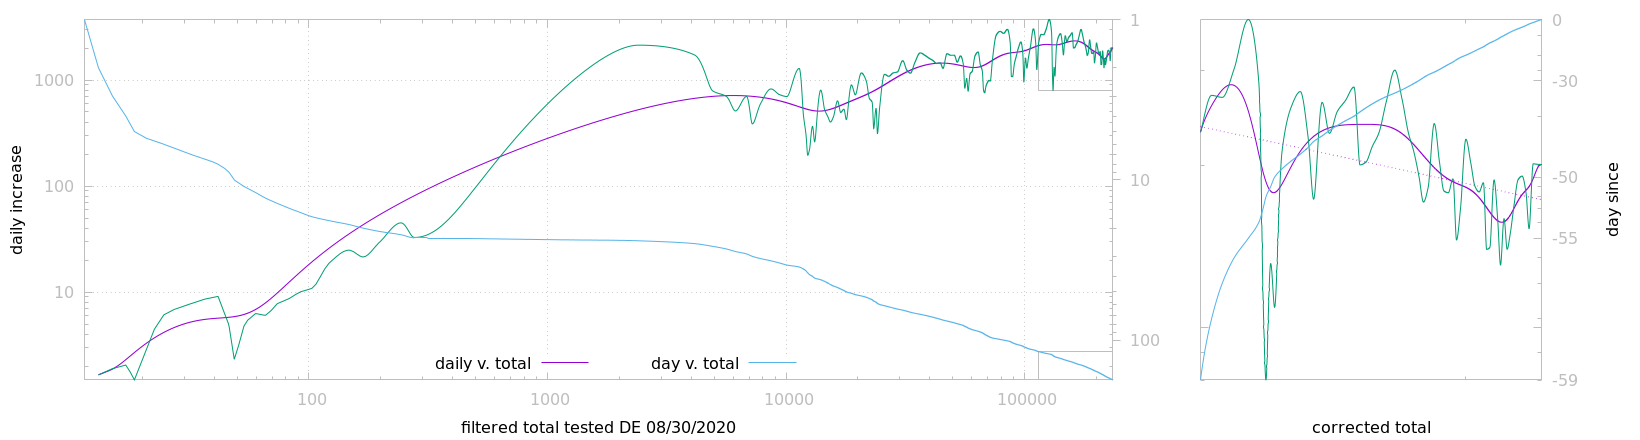 daily increase
1000
100
10
100
1000
10000
100000
1
10
100
daily v. total
day v. total
filtered total tested DE 08/30/2020
0
-30
-50
-55
-59
day since
corrected total